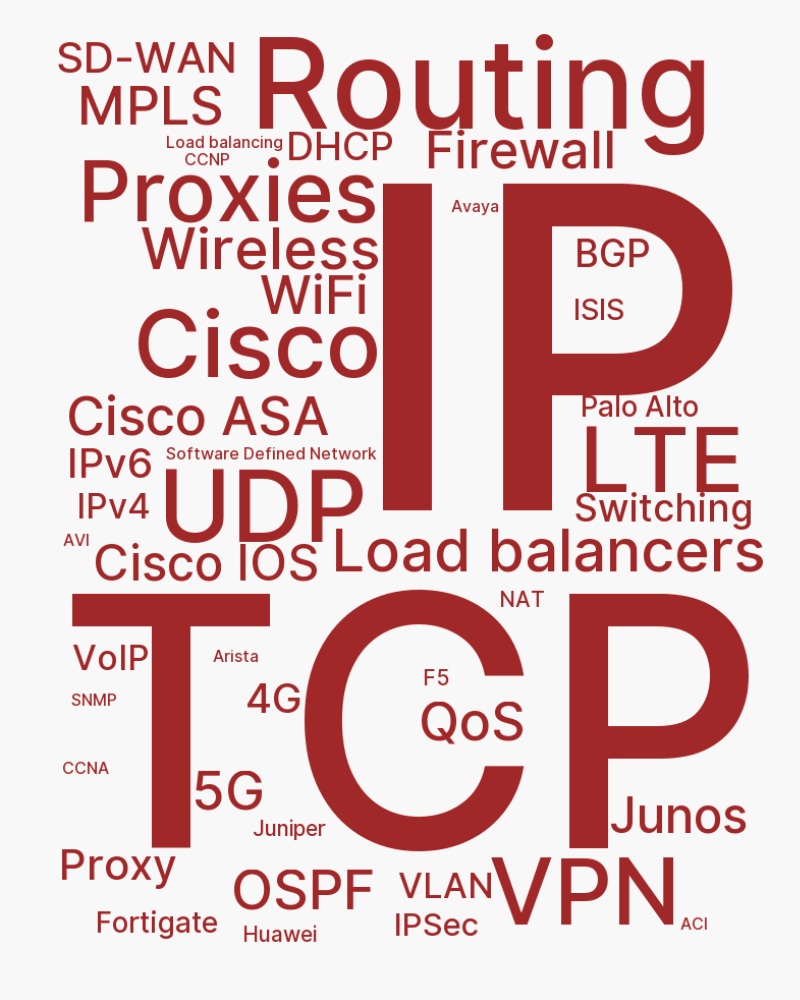 SD-WAN
Routing
MPLS
Load balancing
DHCP
Firewall
CCNP
Proxies
IP
Avaya
Wireless
BGP
WiFi
ISIS
Cisco
Cisco ASA
Palo Alto
IPv6
Software Defined Network
LTE
UDP
IPv4
Switching
AVI
Cisco IOS
Load balancers
TCP
NAT
VoIP
Arista
F5
SNMP
4G
QoS
CCNA
5G
Juniper
Junos
Proxy
OSPF
VLAN
VPN
Fortigate
Huawei
IPSec
ACI